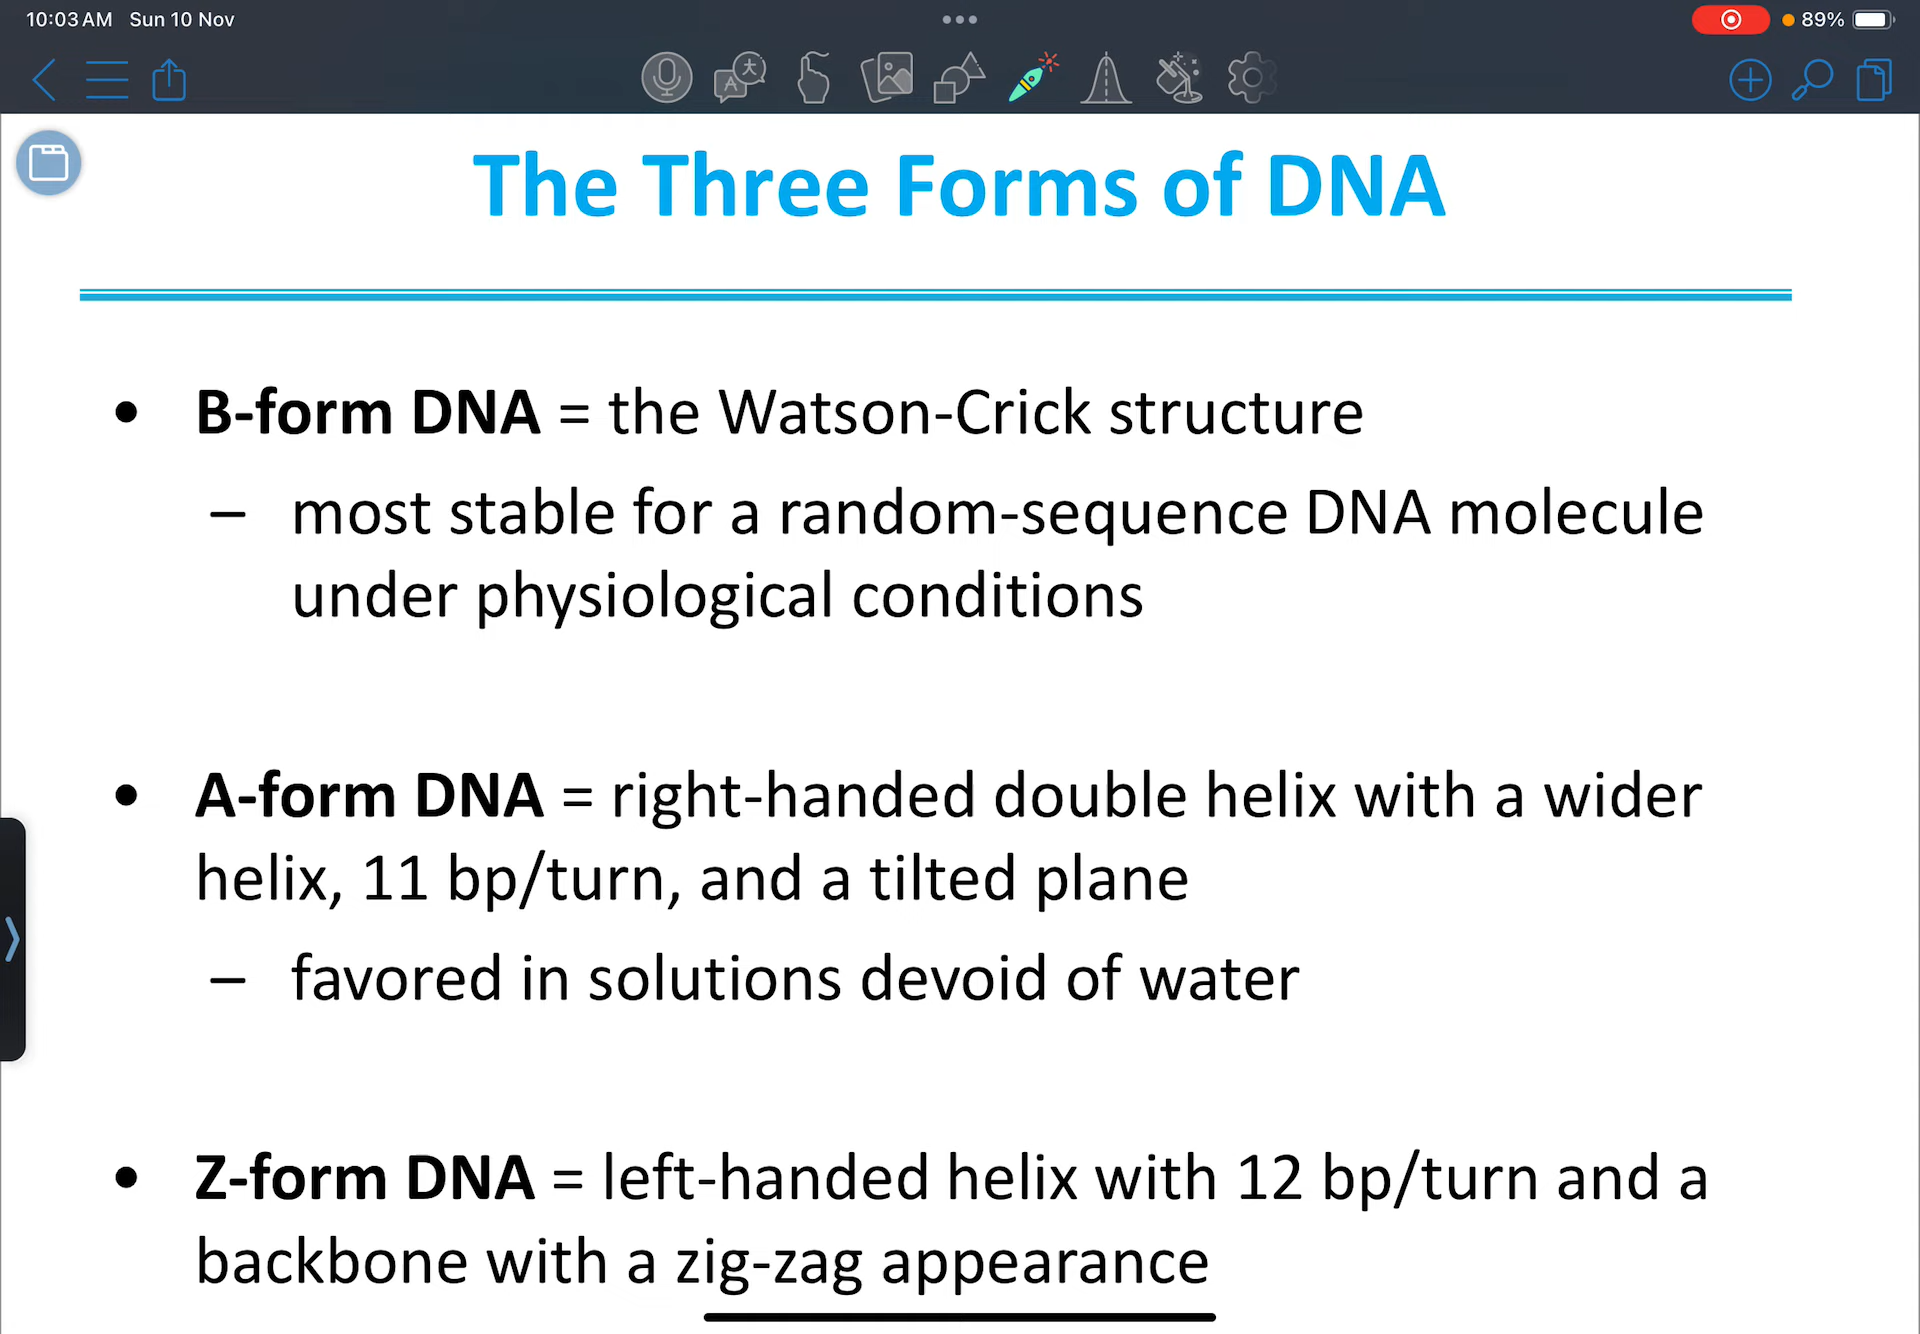 10:03 AM Sun 10 Nov
89%
The Three Forms of DNA
• B-form DNA = the Watson-Crick structure
– most stable for a random-sequence DNA molecule
under physiological conditions
• A-form DNA = right-handed double helix with a wider
helix, 11 bp/turn, and a tilted plane
– favored in solutions devoid of water
• Z-form DNA = left-handed helix with 12 bp/turn and a
backbone with a zig-zag appearance